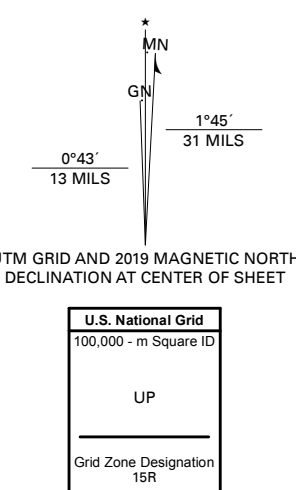 ★
MN
GN
1°45´
31 MILS
0°43´
13 MILS
UTM GRID AND 2019 MAGNETIC NORTH
DECLINATION AT CENTER OF SHEET
U.S. National Grid
100,000 - m Square ID
UP
Grid Zone Designation
15R